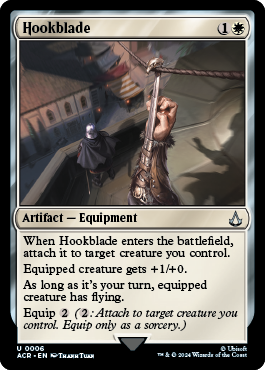 Hookblade 1
Artifact — Equipment
When Hookblade enters the battlefield,
attach it to target creature you control.
Equipped creature gets +1/+0.
As long as it's your turn, equipped
creature has flying.
Equip 2 (2: Attach to target creature you
control. Equip only as a sorcery.)
U 0006
ACR • EN Thanh Tuan
© Ubisoft
™ & © 2024 Wizards of the Coast